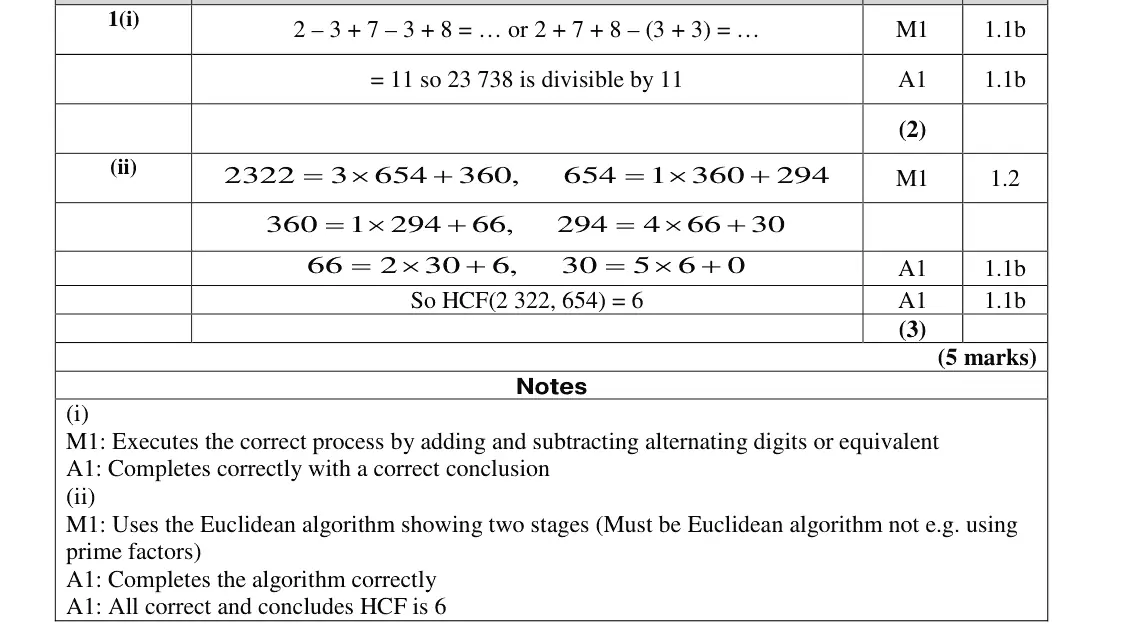 1(i) 2 – 3 + 7 – 3 + 8 = … or 2 + 7 + 8 – (3 + 3) = … M1 1.1b
= 11 so 23 738 is divisible by 11 A1 1.1b
(2)
(ii) 2322 = 3 × 654 + 360, 654 = 1 × 360 + 294 M1 1.2
360 = 1 × 294 + 66, 294 = 4 × 66 + 30
66 = 2 × 30 + 6, 30 = 5 × 6 + 0 A1 1.1b
So HCF(2 322, 654) = 6 A1 1.1b
(3)
(5 marks)
Notes
(i)
M1: Executes the correct process by adding and subtracting alternating digits or equivalent
A1: Completes correctly with a correct conclusion
(ii)
M1: Uses the Euclidean algorithm showing two stages (Must be Euclidean algorithm not e.g. using
prime factors)
A1: Completes the algorithm correctly
A1: All correct and concludes HCF is 6